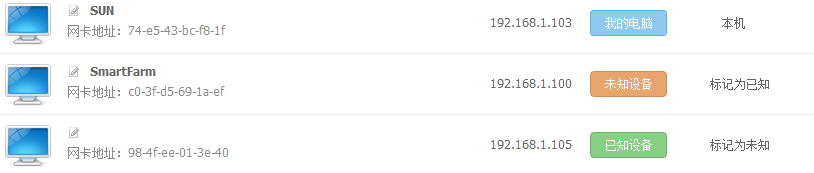 SUN
网卡地址：74-e5-43-bc-f8-1f
192.168.1.103 我的电脑 本机
SmartFarm
网卡地址：c0-3f-d5-69-1a-ef
192.168.1.100 未知设备 标记为已知
网卡地址：98-4f-ee-01-3e-40
192.168.1.105 已知设备 标记为未知